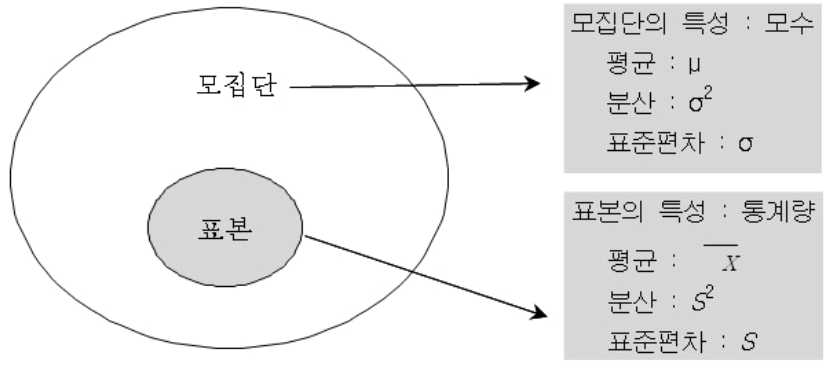 모집단
표본
모집단의 특성 : 모수
평균 : μ
분산 : σ²
표준편차 : σ
표본의 특성 : 통계량
평균 : X̅
분산 : S²
표준편차 : S